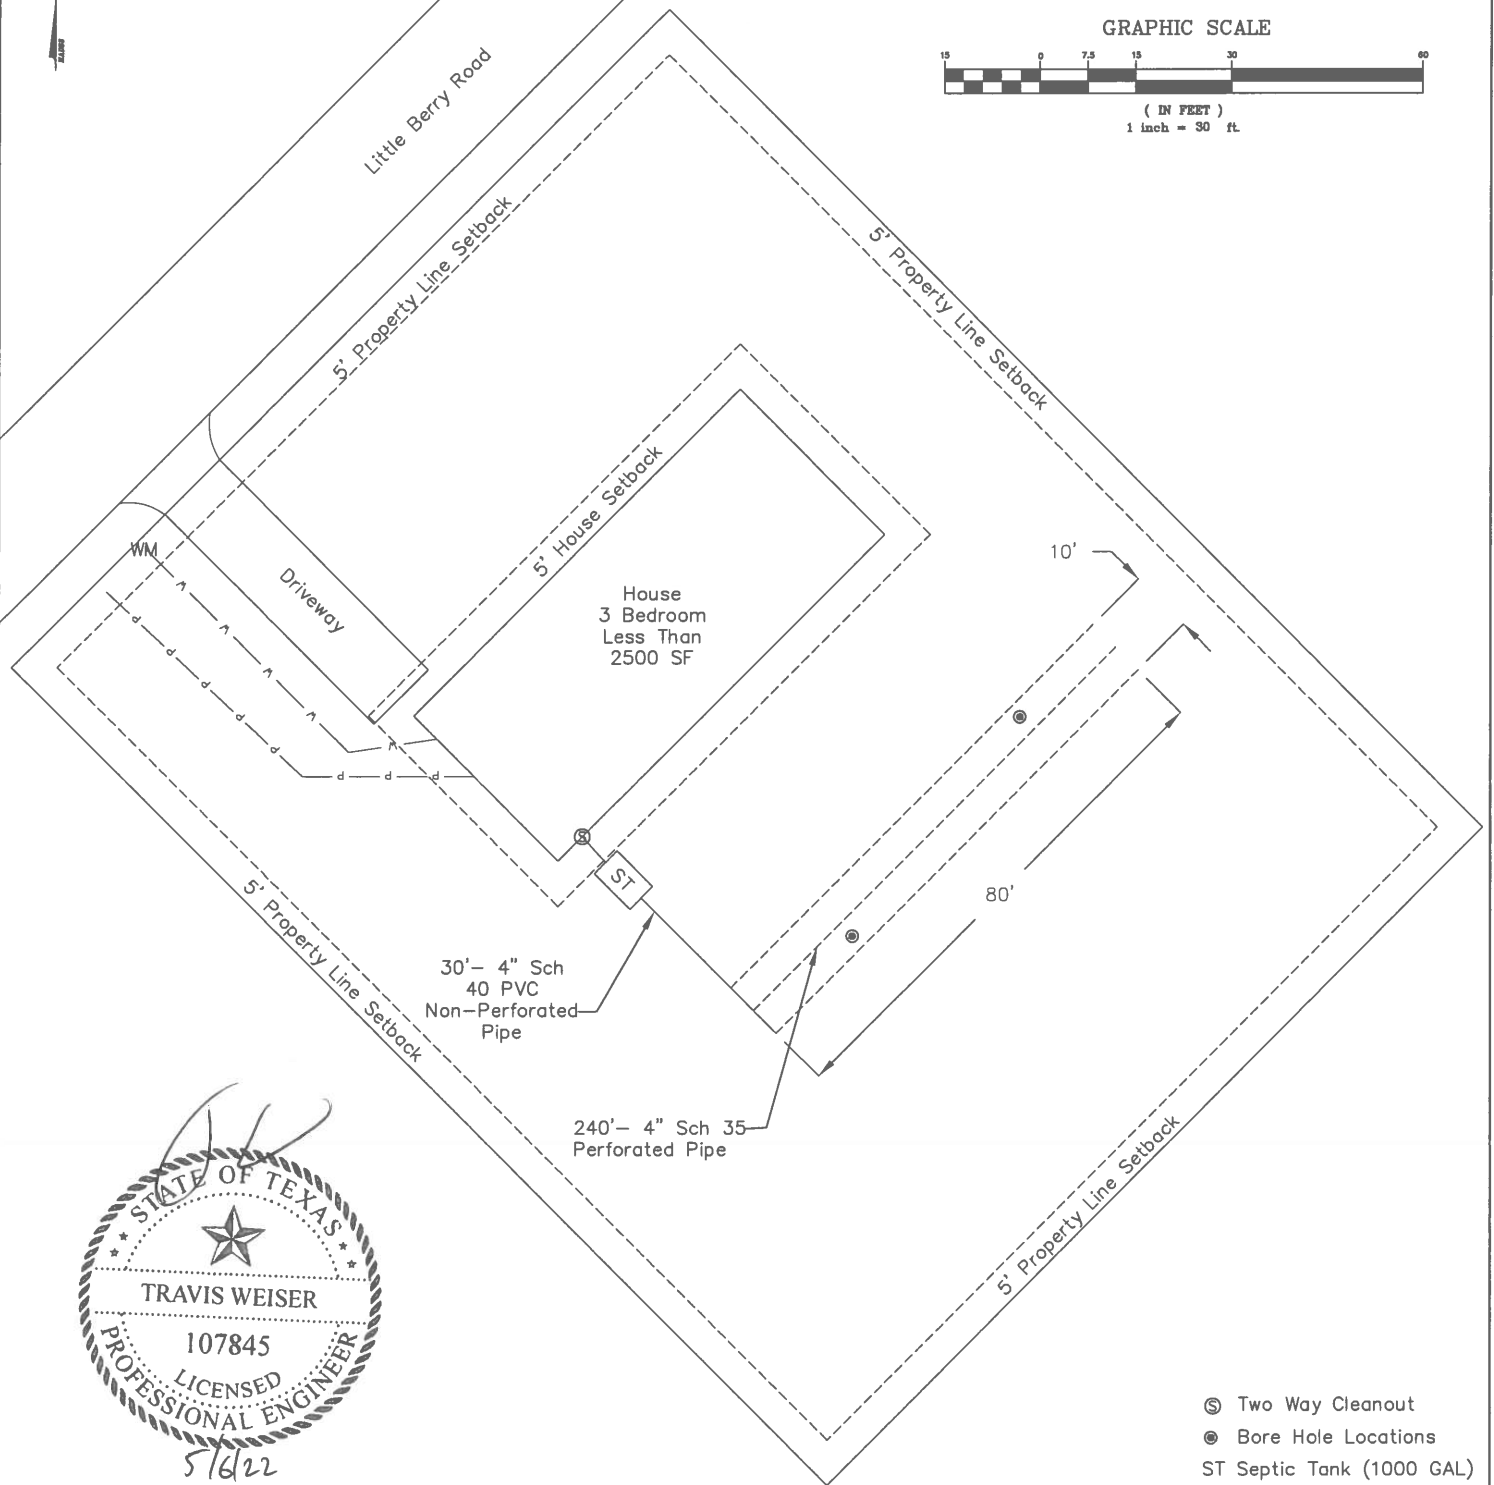 GRAPHIC SCALE
15 0 7.5 15 30 60
( IN FEET )
1 inch = 30 ft.
Little Berry Road
5' Property Line Setback
5' Property Line Setback
5' House Setback
WM
Driveway
House
3 Bedroom
Less Than
2500 SF
10'
W
W
W
W
W
P
P
P
P
P
P
P
P
S
ST
80'
5' Property Line Setback
30'– 4" Sch
40 PVC
Non–Perforated
Pipe
240'– 4" Sch 35
Perforated Pipe
5' Property Line Setback
STATE OF TEXAS
TRAVIS WEISER
107845
LICENSED
PROFESSIONAL ENGINEER
5/6/22
S Two Way Cleanout
Bore Hole Locations
ST Septic Tank (1000 GAL)